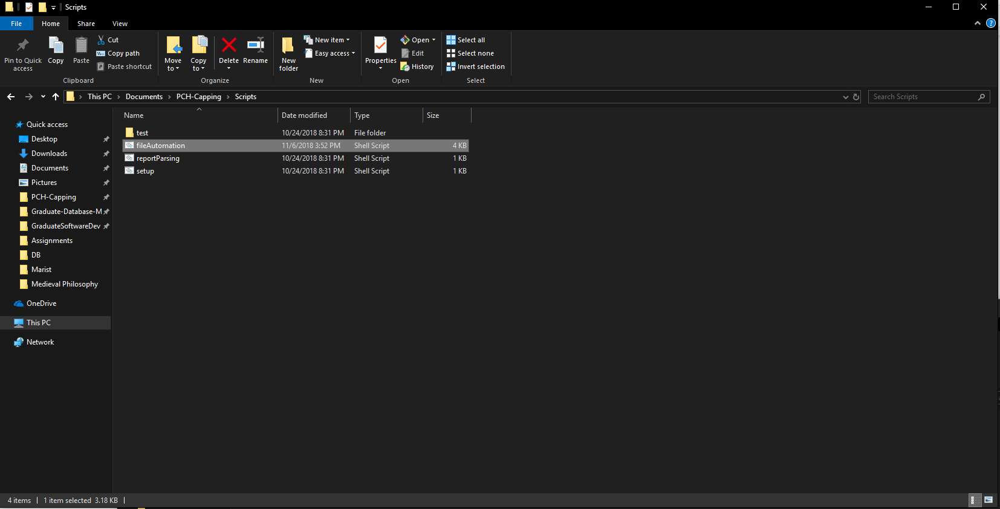 Scripts
File Home Share View
Pin to Quick access
Copy
Paste
Cut
Copy path
Paste shortcut
Clipboard
Move to
Copy to
Delete
Rename
Organize
New folder
New item
Easy access
New
Properties
Open
Edit
History
Open
Select all
Select none
Invert selection
Select
This PC > Documents > PCH-Capping > Scripts
Search Scripts
Quick access
Desktop
Downloads
Documents
Pictures
PCH-Capping
Graduate-Database-M
GraduateSoftwareDev
Assignments
DB
Marist
Medieval Philosophy
OneDrive
This PC
Network
Name Date modified Type Size
test 10/24/2018 8:31 PM File folder
fileAutomation 11/6/2018 3:52 PM Shell Script 4 KB
reportParsing 10/24/2018 8:31 PM Shell Script 1 KB
setup 10/24/2018 8:31 PM Shell Script 1 KB
4 items 1 item selected 3.18 KB